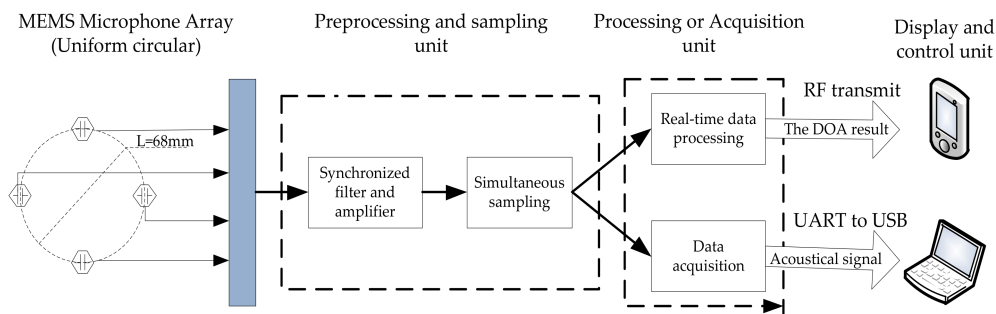 MEMS Microphone Array
(Uniform circular)
Preprocessing and sampling
unit
Processing or Acquisition
unit
Display and
control unit
L=68mm
Synchronized
filter and
amplifier
Simultaneous
sampling
Real-time data
processing
RF transmit
The DOA result
Data
acquisition
UART to USB
Acoustical signal